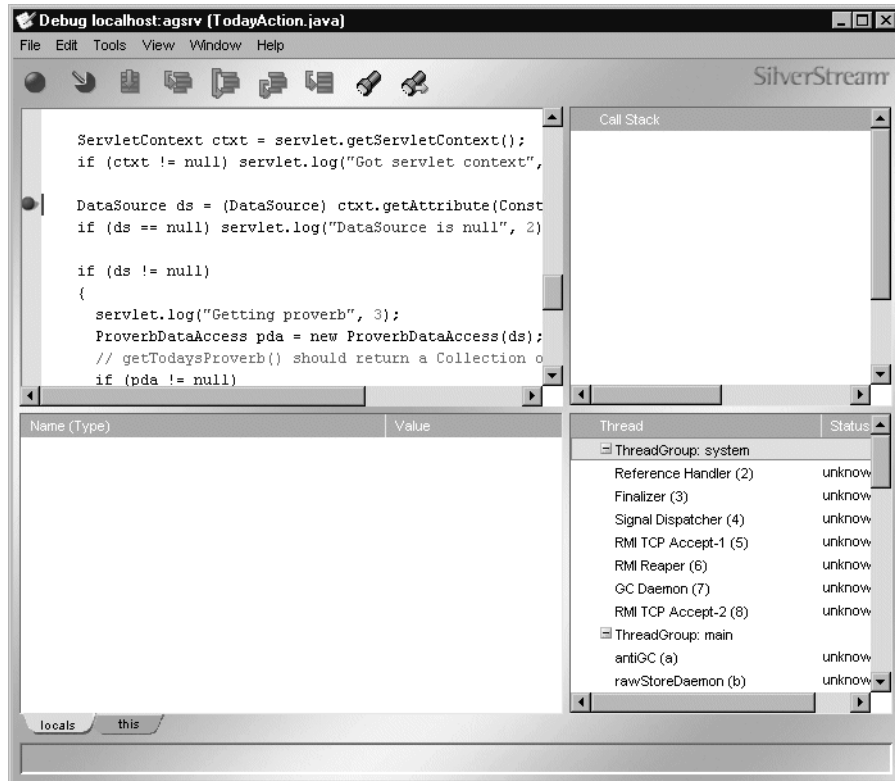 Debug localhost:agsrv (TodayAction.java)
File Edit Tools View Window Help
SilverStream
ServletContext ctxt = servlet.getServletContext();
if (ctxt != null) servlet.log("Got servlet context",
DataSource ds = (DataSource) ctxt.getAttribute(Const
if (ds == null) servlet.log("DataSource is null", 2)
if (ds != null)
{
servlet.log("Getting proverb", 3);
ProverbDataAccess pda = new ProverbDataAccess(ds);
// getTodaysProverb() should return a Collection o
if (pda != null)
Call Stack
Name (Type) Value
Thread Status
ThreadGroup: system
Reference Handler (2) unknow
Finalizer (3) unknow
Signal Dispatcher (4) unknow
RMI TCP Accept-1 (5) unknow
RMI Reaper (6) unknow
GC Daemon (7) unknow
RMI TCP Accept-2 (8) unknow
ThreadGroup: main
antiGC (a) unknow
rawStoreDaemon (b) unknow
locals this